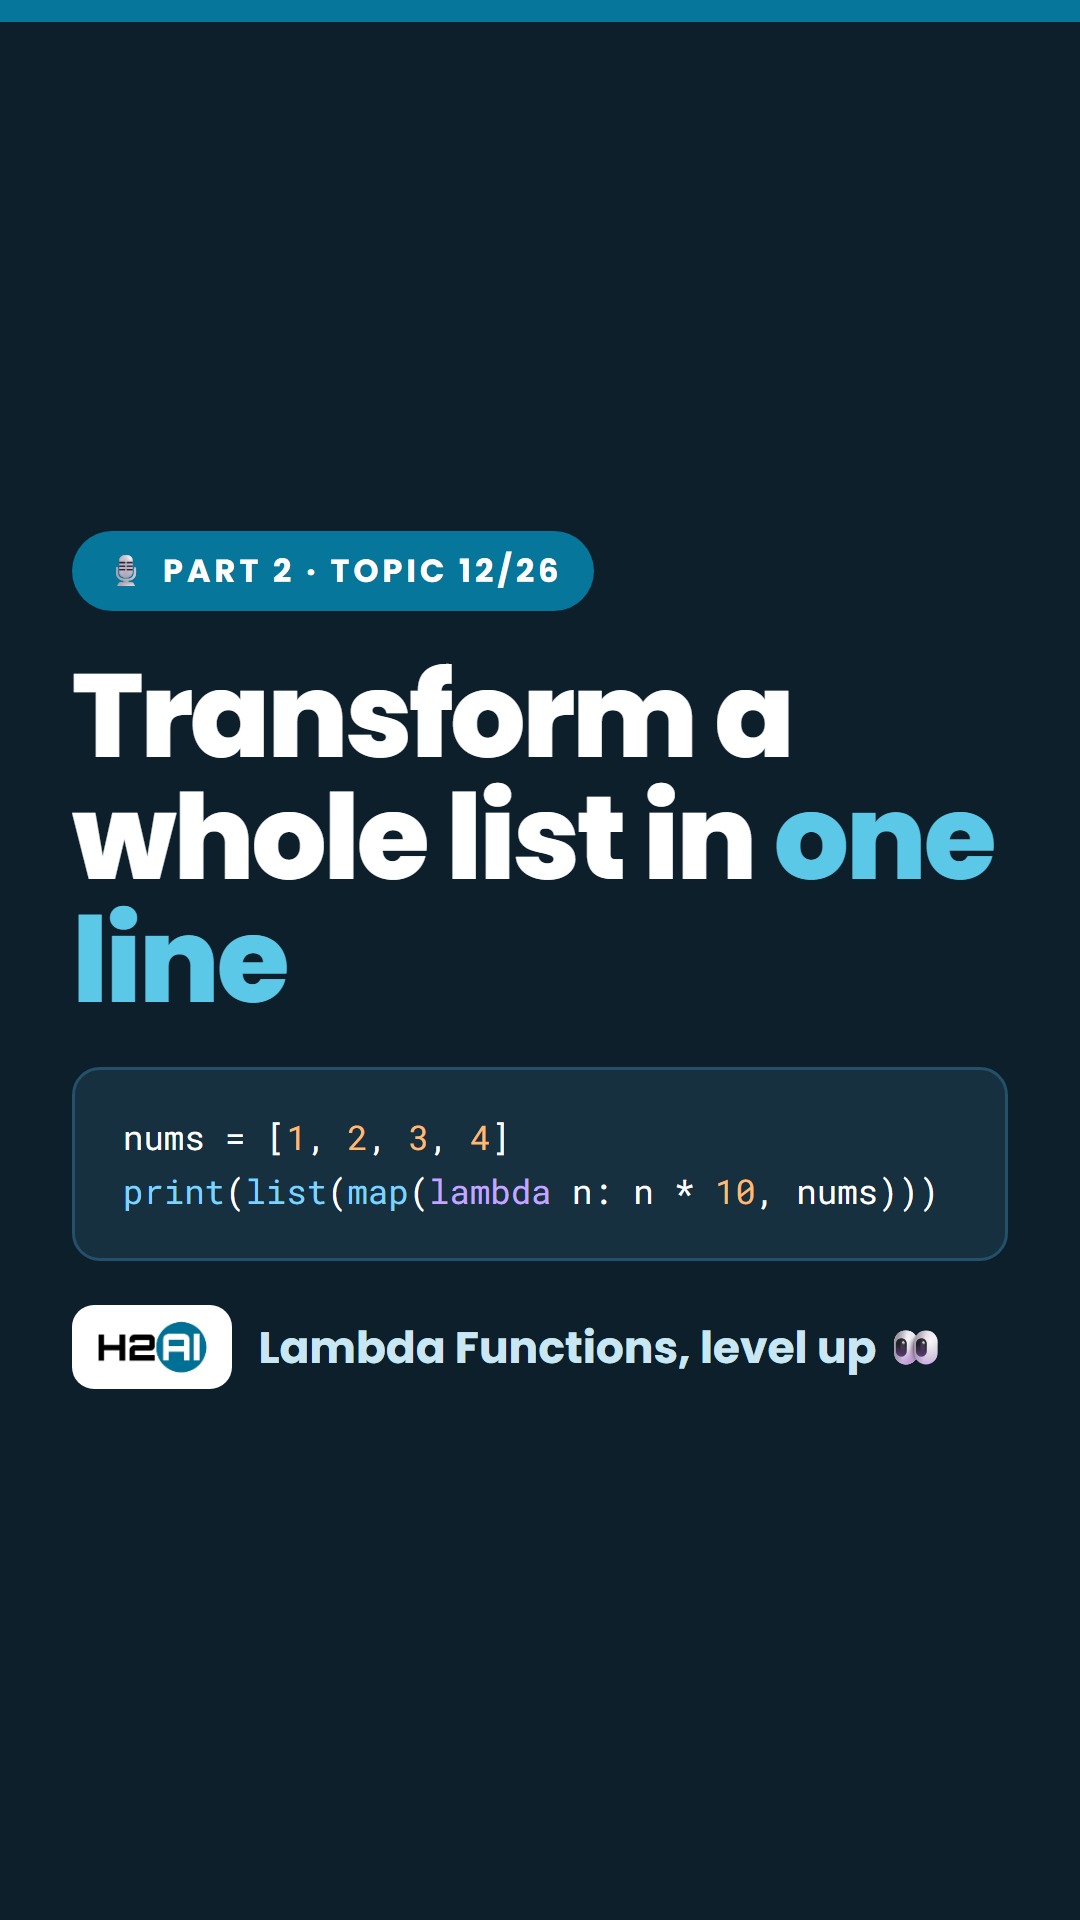 PART 2 · TOPIC 12/26
Transform a
whole list in one
line
nums = [1, 2, 3, 4]
print(list(map(lambda n: n * 10, nums)))
H2AI
Lambda Functions, level up 👀